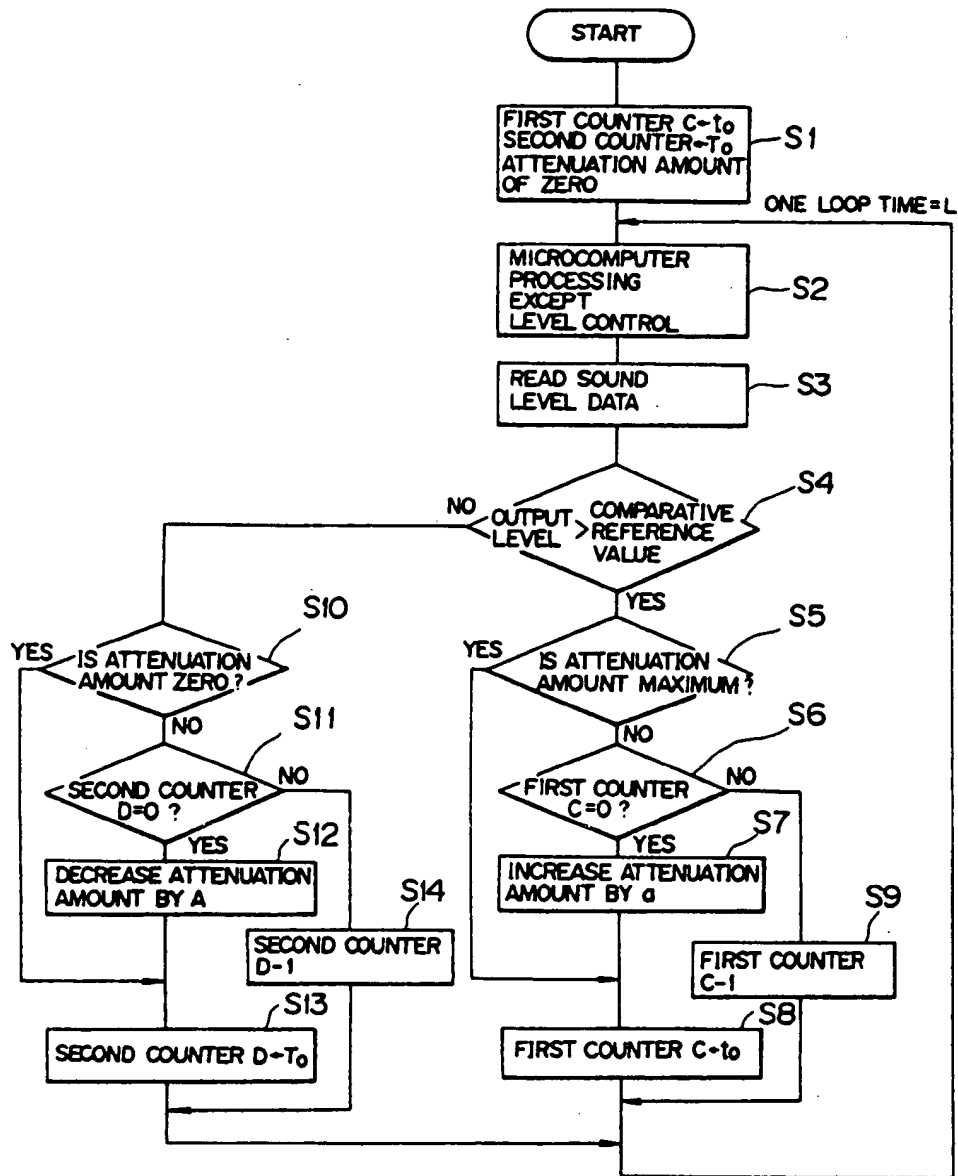 START
FIRST COUNTER C←t₀
SECOND COUNTER←T₀
ATTENUATION AMOUNT
OF ZERO
S1
ONE LOOP TIME=L
MICROCOMPUTER
PROCESSING
EXCEPT
LEVEL CONTROL
S2
READ SOUND
LEVEL DATA
S3
S4
NO
OUTPUT
LEVEL
>
COMPARATIVE
REFERENCE
VALUE
YES
S10
YES
IS ATTENUATION
AMOUNT ZERO?
NO
S5
YES
IS ATTENUATION
AMOUNT MAXIMUM?
NO
S11
SECOND COUNTER
D=0 ?
NO
YES
S6
FIRST COUNTER
C=0 ?
NO
YES
S12
DECREASE ATTENUATION
AMOUNT BY A
S7
INCREASE ATTENUATION
AMOUNT BY a
S14
SECOND COUNTER
D-1
S9
FIRST COUNTER
C-1
S13
SECOND COUNTER D←T₀
S8
FIRST COUNTER C←t₀